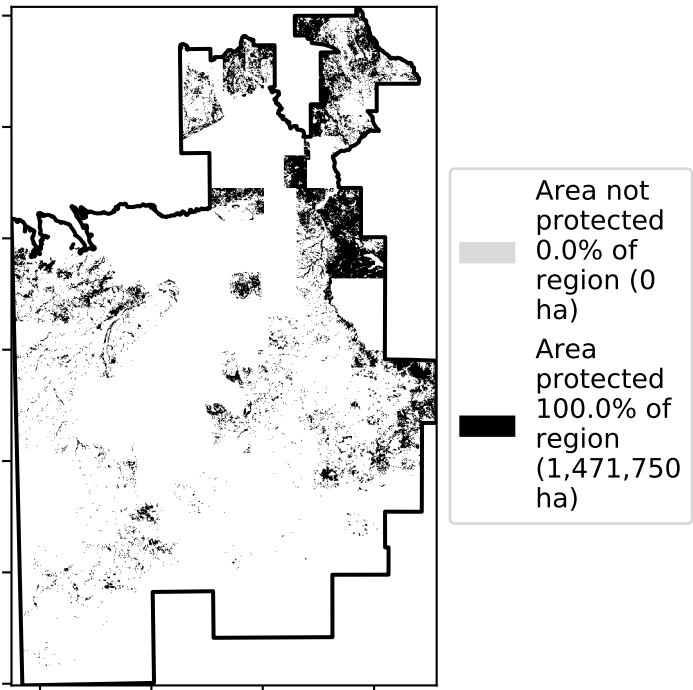 Area not
protected
0.0% of
region (0
ha)
Area
protected
100.0% of
region
(1,471,750
ha)